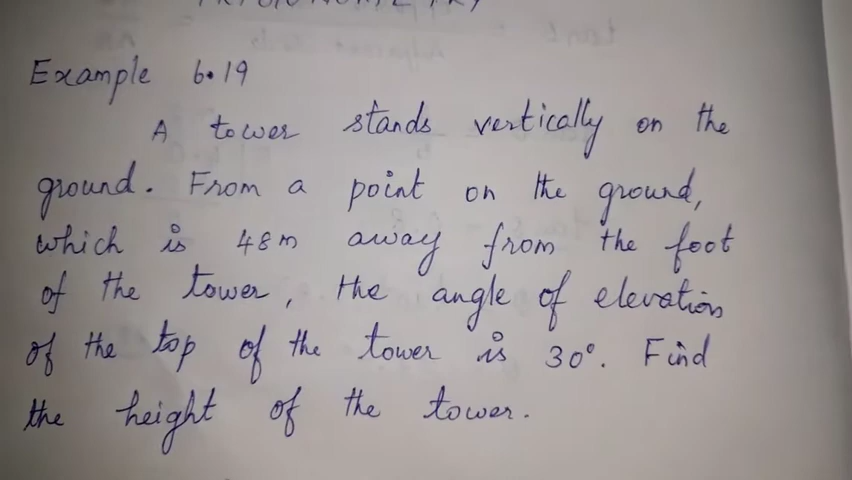 TRIGONOMETRY
Example 6.19
A tower stands vertically on the
ground. From a point on the ground,
which is 48m away from the foot
of the tower, the angle of elevation
of the top of the tower is 30°. Find
the height of the tower.